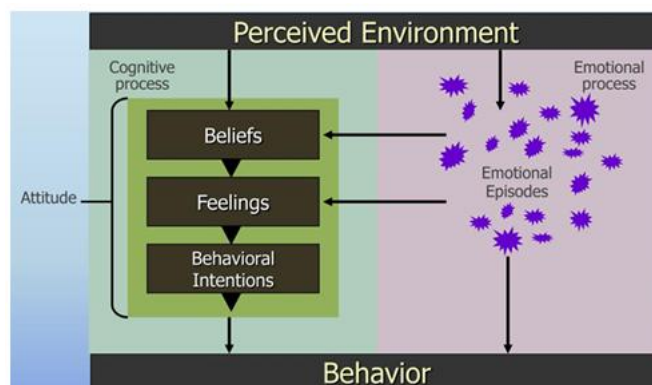 Perceived Environment
Cognitive
process
Emotional
process
Beliefs
Emotional
Episodes
Attitude
Feelings
Behavioral
Intentions
Behavior